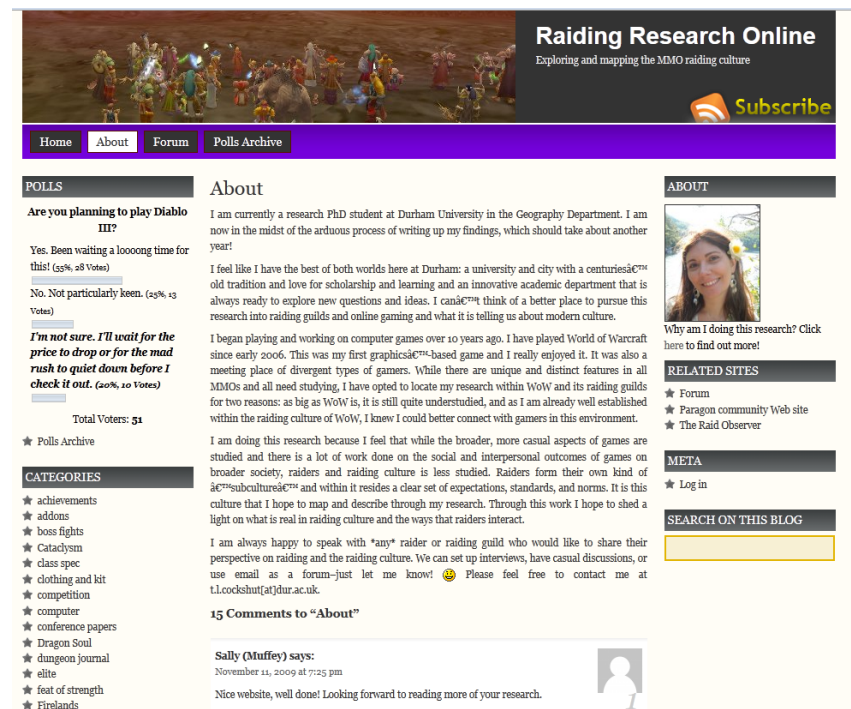 Raiding Research Online
Exploring and mapping the MMO raiding culture
Subscribe
Home
About
Forum
Polls Archive
POLLS
Are you planning to play Diablo
III?
Yes. Been waiting a loooong time for
this! (55%, 28 Votes)
No. Not particularly keen. (25%, 13
Votes)
I'm not sure. I'll wait for the
price to drop or for the mad
rush to quiet down before I
check it out. (20%, 10 Votes)
Total Voters: 51
Polls Archive
CATEGORIES
achievements
addons
boss fights
Cataclysm
class spec
clothing and kit
competition
computer
conference papers
Dragon Soul
dungeon journal
elite
feat of strength
Firelands
About
I am currently a research PhD student at Durham University in the Geography Department. I am
now in the midst of the arduous process of writing up my findings, which should take about another
year!
I feel like I have the best of both worlds here at Durham: a university and city with a centuriesâ€™
old tradition and love for scholarship and learning and an innovative academic department that is
always ready to explore new questions and ideas. I canâ€™t think of a better place to pursue this
research into raiding guilds and online gaming and what it is telling us about modern culture.
I began playing and working on computer games over 10 years ago. I have played World of Warcraft
since early 2006. This was my first graphicsâ€™-based game and I really enjoyed it. It was also a
meeting place of divergent types of gamers. While there are unique and distinct features in all
MMOs and all need studying, I have opted to locate my research within WoW and its raiding guilds
for two reasons: as big as WoW is, it is still quite understudied, and as I am already well established
within the raiding culture of WoW, I knew I could better connect with gamers in this environment.
I am doing this research because I feel that while the broader, more casual aspects of games are
studied and there is a lot of work done on the social and interpersonal outcomes of games on
broader society, raiders and raiding culture is less studied. Raiders form their own kind of
â€™subcultureâ€™ and within it resides a clear set of expectations, standards, and norms. It is this
culture that I hope to map and describe through my research. Through this work I hope to shed a
light on what is real in raiding culture and the ways that raiders interact.
I am always happy to speak with *any* raider or raiding guild who would like to share their
perspective on raiding and the raiding culture. We can set up interviews, have casual discussions, or
use email as a forum–just let me know! Please feel free to contact me at
t.l.cockshut[at]dur.ac.uk.
15 Comments to “About”
Sally (Muffey) says:
November 11, 2009 at 7:25 pm
Nice website, well done! Looking forward to reading more of your research.
1
ABOUT
Why am I doing this research? Click
here to find out more!
RELATED SITES
Forum
Paragon community Web site
The Raid Observer
META
Log in
SEARCH ON THIS BLOG